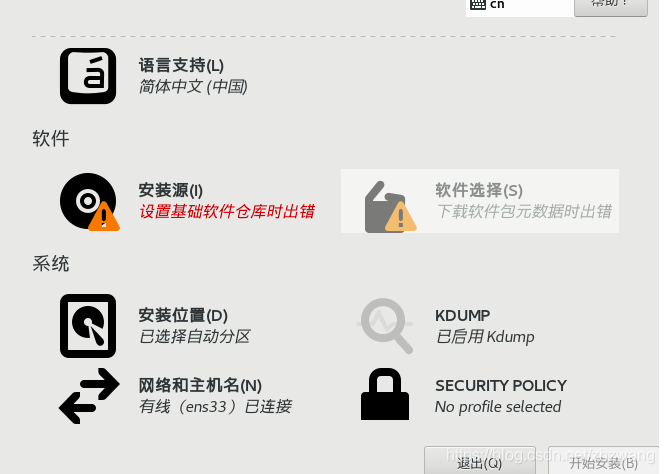 cn
帮助！
语言支持(L)
简体中文 (中国)
软件
安装源(I)
设置基础软件仓库时出错
软件选择(S)
下载软件包元数据时出错
系统
安装位置(D)
已选择自动分区
KDUMP
已启用 Kdump
网络和主机名(N)
有线（ens33）已连接
SECURITY POLICY
No profile selected
退出(Q)
开始安装(B)
https://blog.csdn.net/zhzwang